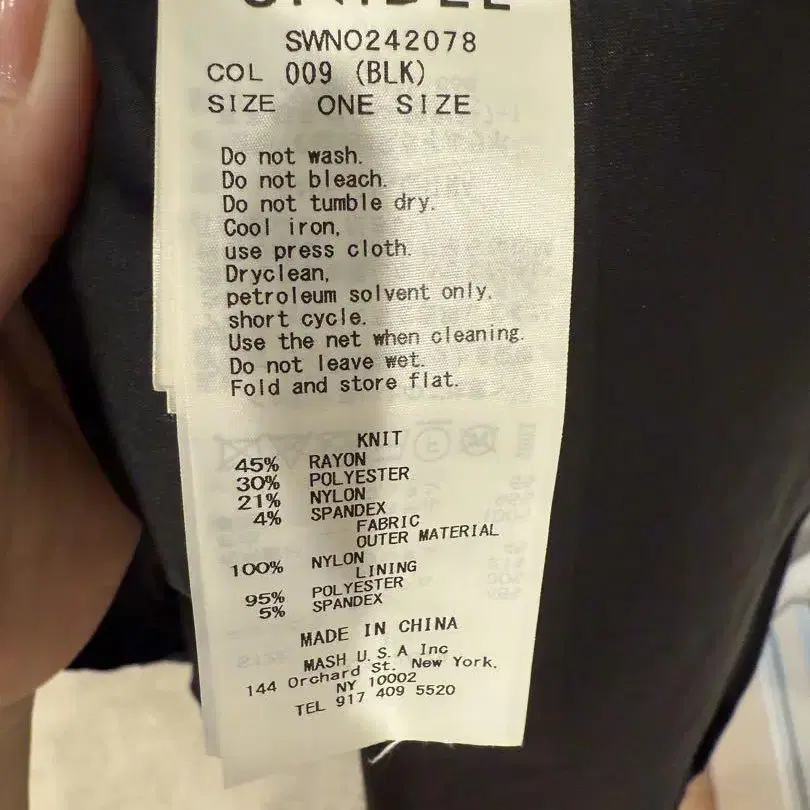 SWNO242078
COL 009 (BLK)
SIZE ONE SIZE
Do not wash.
Do not bleach.
Do not tumble dry.
Cool iron,
use press cloth.
Dryclean,
petroleum solvent only.
short cycle.
Use the net when cleaning.
Do not leave wet.
Fold and store flat.
KNIT
45% RAYON
30% POLYESTER
21% NYLON
4% SPANDEX
FABRIC
OUTER MATERIAL
100% NYLON
LINING
95% POLYESTER
5% SPANDEX
MADE IN CHINA
MASH U.S.A Inc
144 Orchard St. New York,
NY 10002
TEL 917 409 5520